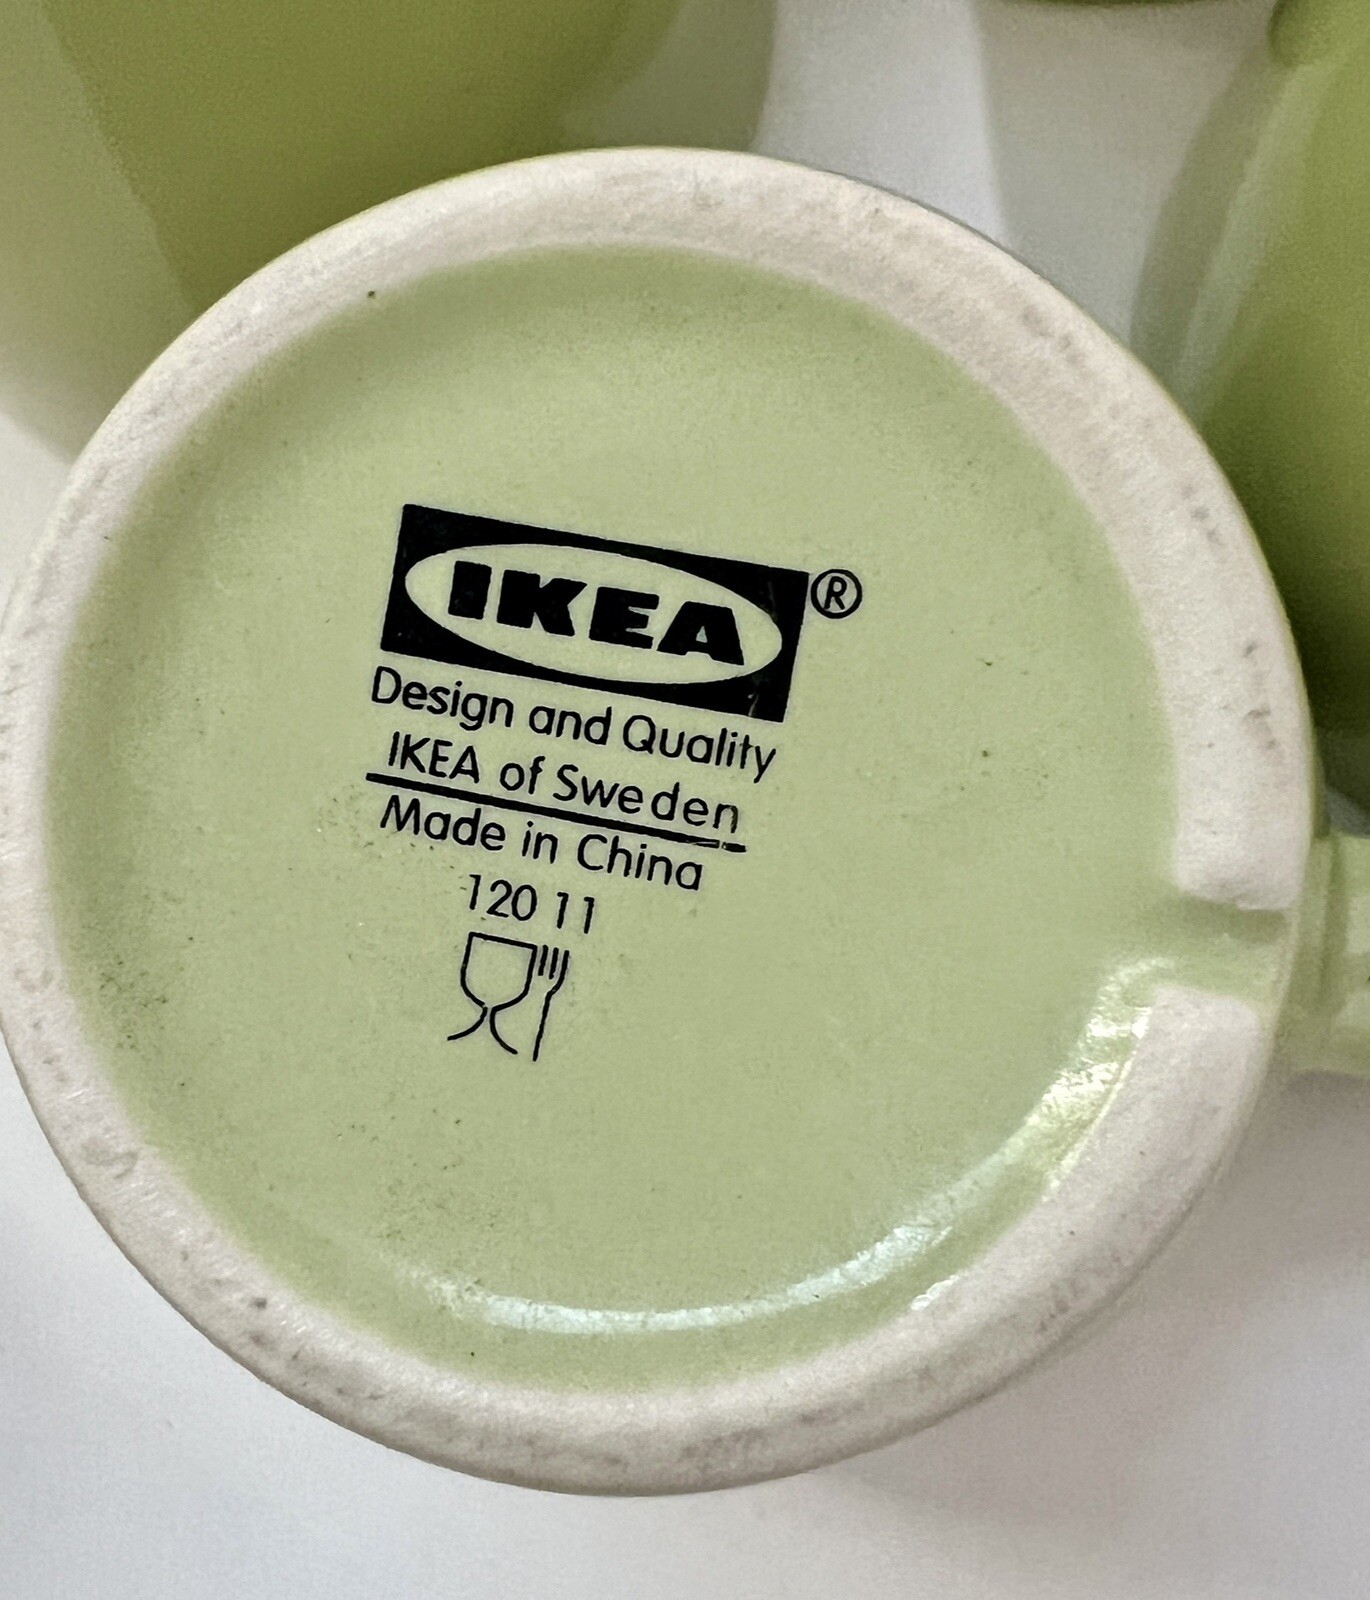 IKEA®
Design and Quality
IKEA of Sweden
Made in China
120 11